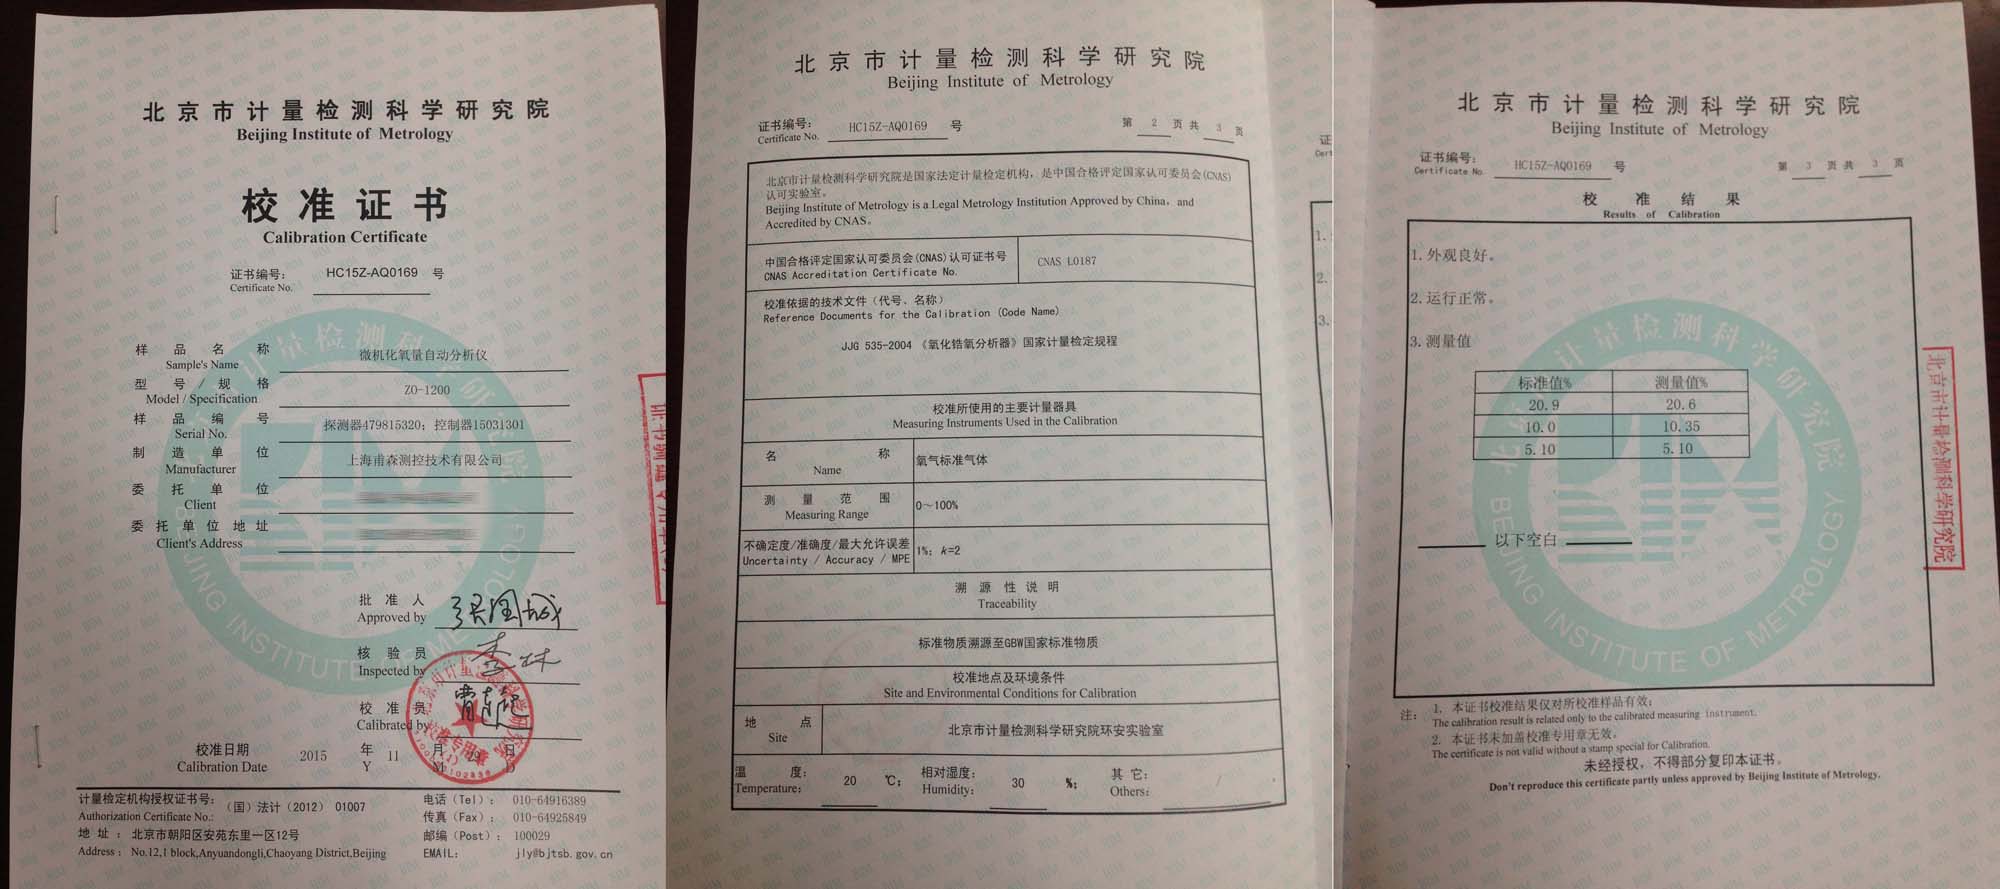 北京市计量检测科学研究院
Beijing Institute of Metrology
校准证书
Calibration Certificate
证书编号: HC15Z-AQ0169 号
Certificate No.
样品名称 微机化氧量自动分析仪
Sample's Name
型号/规格 ZO-1200
Model / Specification
样品编号 探测器479815320; 控制器15031301
Serial No.
制造单位 上海甫森测控技术有限公司
Manufacturer
委托单位
Client
委托单位地址
Client's Address
批准人
Approved by
核验员 李林
Inspected by
校准员
Calibrated by
校准日期 2015 年 11 月 29 日
Calibration Date Y M D
计量检定机构授权证书号: (国)法计(2012) 01007
Authorization Certificate No.:
地址: 北京市朝阳区安苑东里一区12号
Address: No.12,1 block,Anyuandongli,Chaoyang District,Beijing
电话(Tel): 010-64916389
传真(Fax): 010-64925849
邮编(Post): 100029
EMAIL: jly@bjtsb.gov.cn
BEIJING INSTITUTE OF METROLOGY
北京市计量检测科学研究院
Beijing Institute of Metrology
证书编号: HC15Z-AQ0169 号
Certificate No.
第 2 页 共 3 页
北京市计量检测科学研究院是国家法定计量检定机构, 是中国合格评定国家认可委员会(CNAS)
认可实验室。
Beijing Institute of Metrology is a Legal Metrology Institution Approved by China, and
Accredited by CNAS。
中国合格评定国家认可委员会(CNAS)认可证书号 CNAS L0187
CNAS Accreditation Certificate No.
校准依据的技术文件(代号、名称)
Reference Documents for the Calibration (Code Name)
JJG 535-2004 《氧化锆氧分析器》国家计量检定规程
校准所使用的主要计量器具
Measuring Instruments Used in the Calibration
名称 氧气标准气体
Name
测量范围 0~100%
Measuring Range
不确定度/准确度/最大允许误差 1%; k=2
Uncertainty / Accuracy / MPE
溯源性说明
Traceability
标准物质溯源至GBW国家标准物质
校准地点及环境条件
Site and Environmental Conditions for Calibration
地点 北京市计量检测科学研究院环安实验室
Site
温度: 20 ℃; 相对湿度: 30 %; 其它: /
Temperature: Humidity: Others:
北京市计量检测科学研究院
Beijing Institute of Metrology
证书编号: HC15Z-AQ0169 号
Certificate No.
第 3 页 共 3 页
校准结果
Results of Calibration
1.外观良好。
2.运行正常。
3.测量值
标准值% 测量值%
20.9 20.6
10.0 10.35
5.10 5.10
以下空白
北京市计量检测科学研究院
BEIJING INSTITUTE OF METROLOGY
北京市计量检测科学研究院
注: 1. 本证书校准结果仅对所校准样品有效;
The calibration result is related only to the calibrated measuring instrument.
2. 本证书未加盖校准专用章无效。
The certificate is not valid without a stamp special for Calibration.
未经授权, 不得部分复印本证书。
Don't reproduce this certificate partly unless approved by Beijing Institute of Metrology.